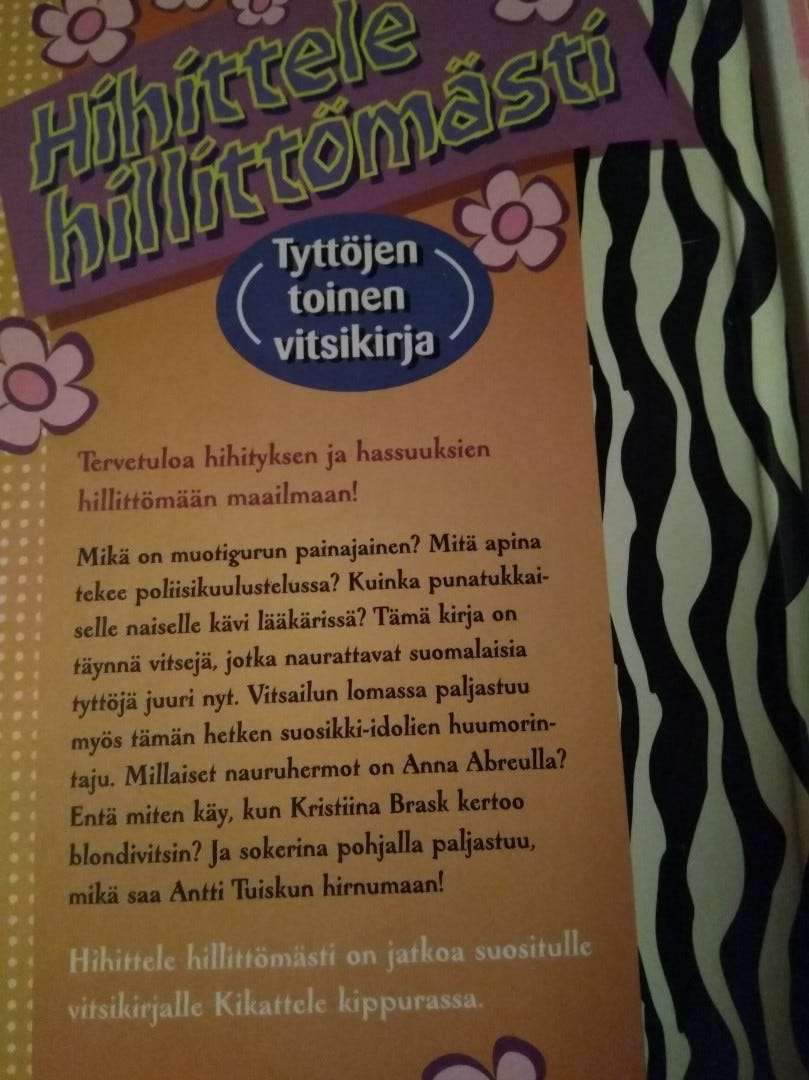 Hihittele
hillittömästi
Tyttöjen
toinen
vitsikirja
Tervetuloa hihityksen ja hassuuksien
hillittömään maailmaan!
Mikä on muotigurun painajainen? Mitä apina
tekee poliisikuulustelussa? Kuinka punatukkai-
selle naiselle kävi lääkärissä? Tämä kirja on
täynnä vitsejä, jotka naurattavat suomalaisia
tyttöjä juuri nyt. Vitsailun lomassa paljastuu
myös tämän hetken suosikki-idolien huumorin-
taju. Millaiset nauruhermot on Anna Abreulla?
Entä miten käy, kun Kristiina Brask kertoo
blondivitsin? Ja sokerina pohjalla paljastuu,
mikä saa Antti Tuiskun hirnumaan!
Hihittele hillittömästi on jatkoa suositulle
vitsikirjalle Kikattele kippurassa.